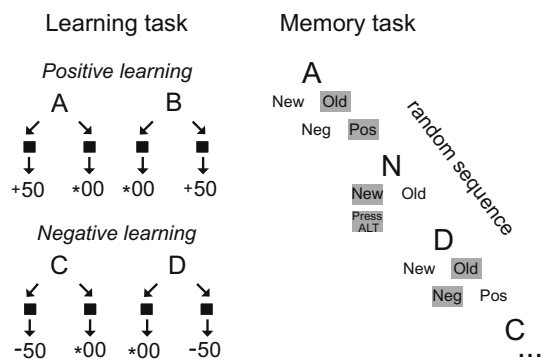 Learning task
Positive learning
A B
+50 *00 *00 +50
Negative learning
C D
-50 *00 *00 -50
Memory task
A
New Old
Neg Pos
N
New Old
Press
ALT
D
New Old
Neg Pos
C
...
random sequence